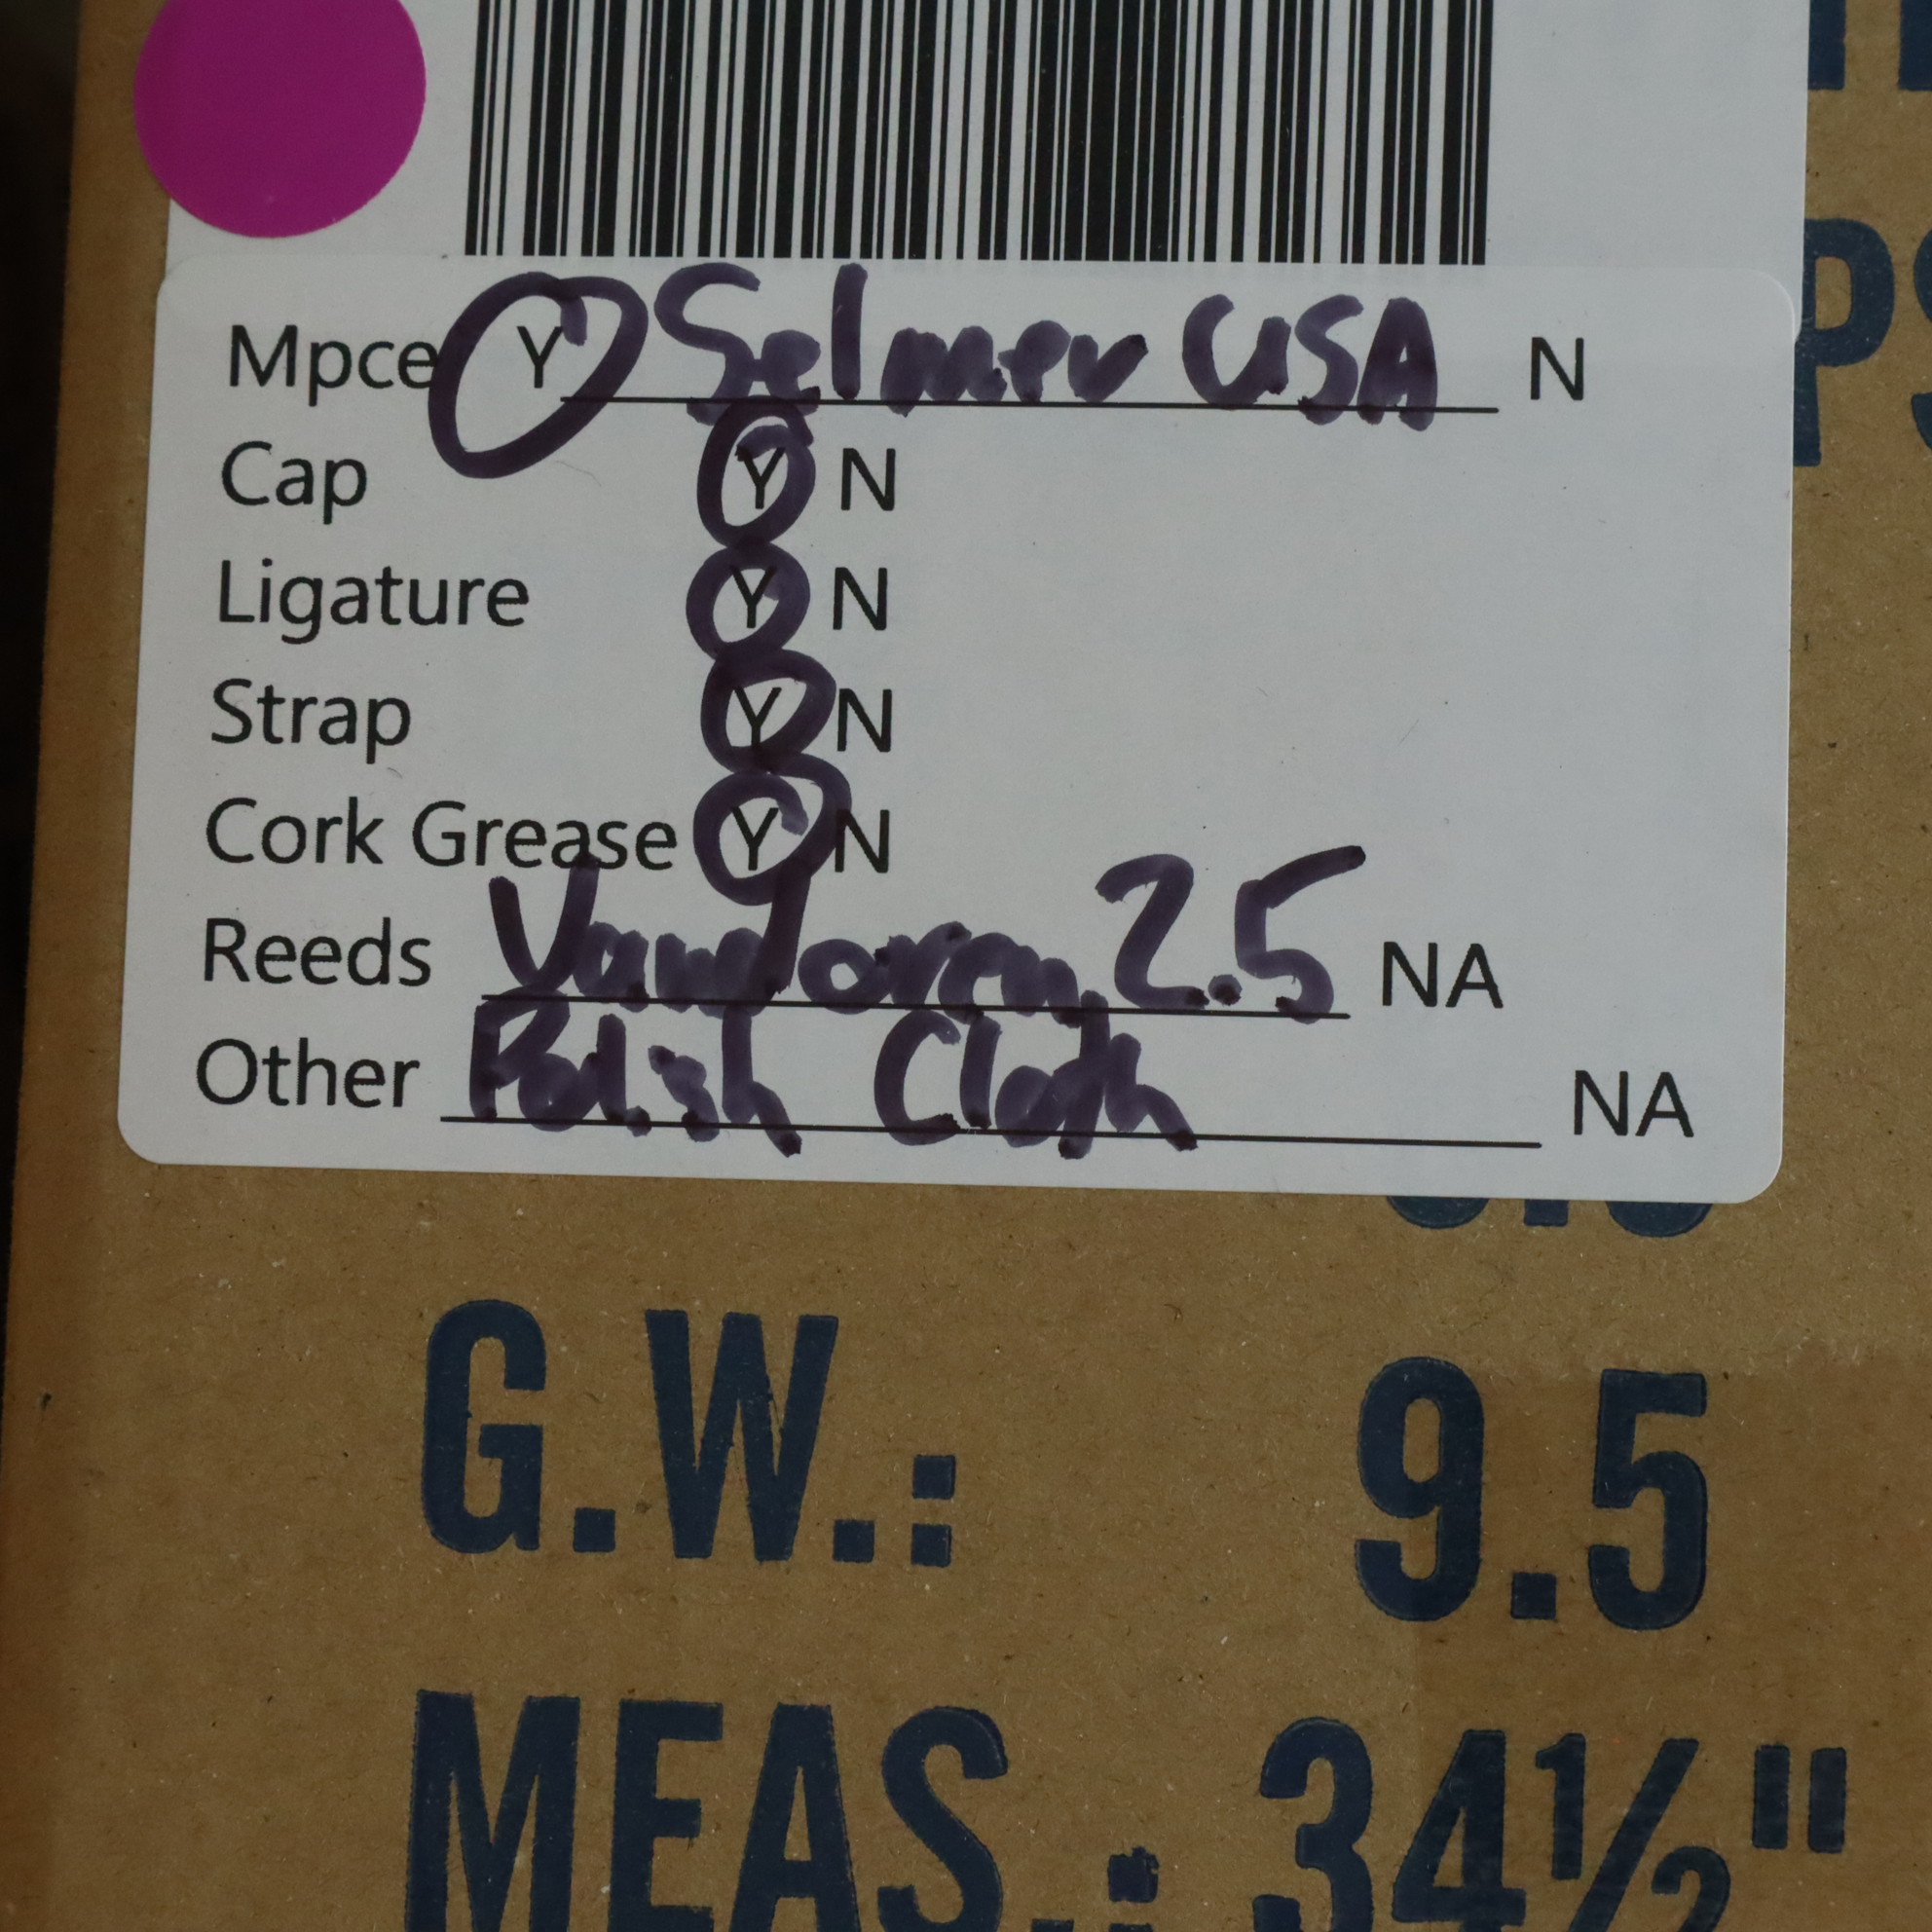 Mpce Y Selmer USA N
Cap Y N
Ligature Y N
Strap Y N
Cork Grease Y N
Reeds Vandoren 2.5 NA
Other Polish Cloth NA
G.W.: 9.5
MEAS.: 34½"